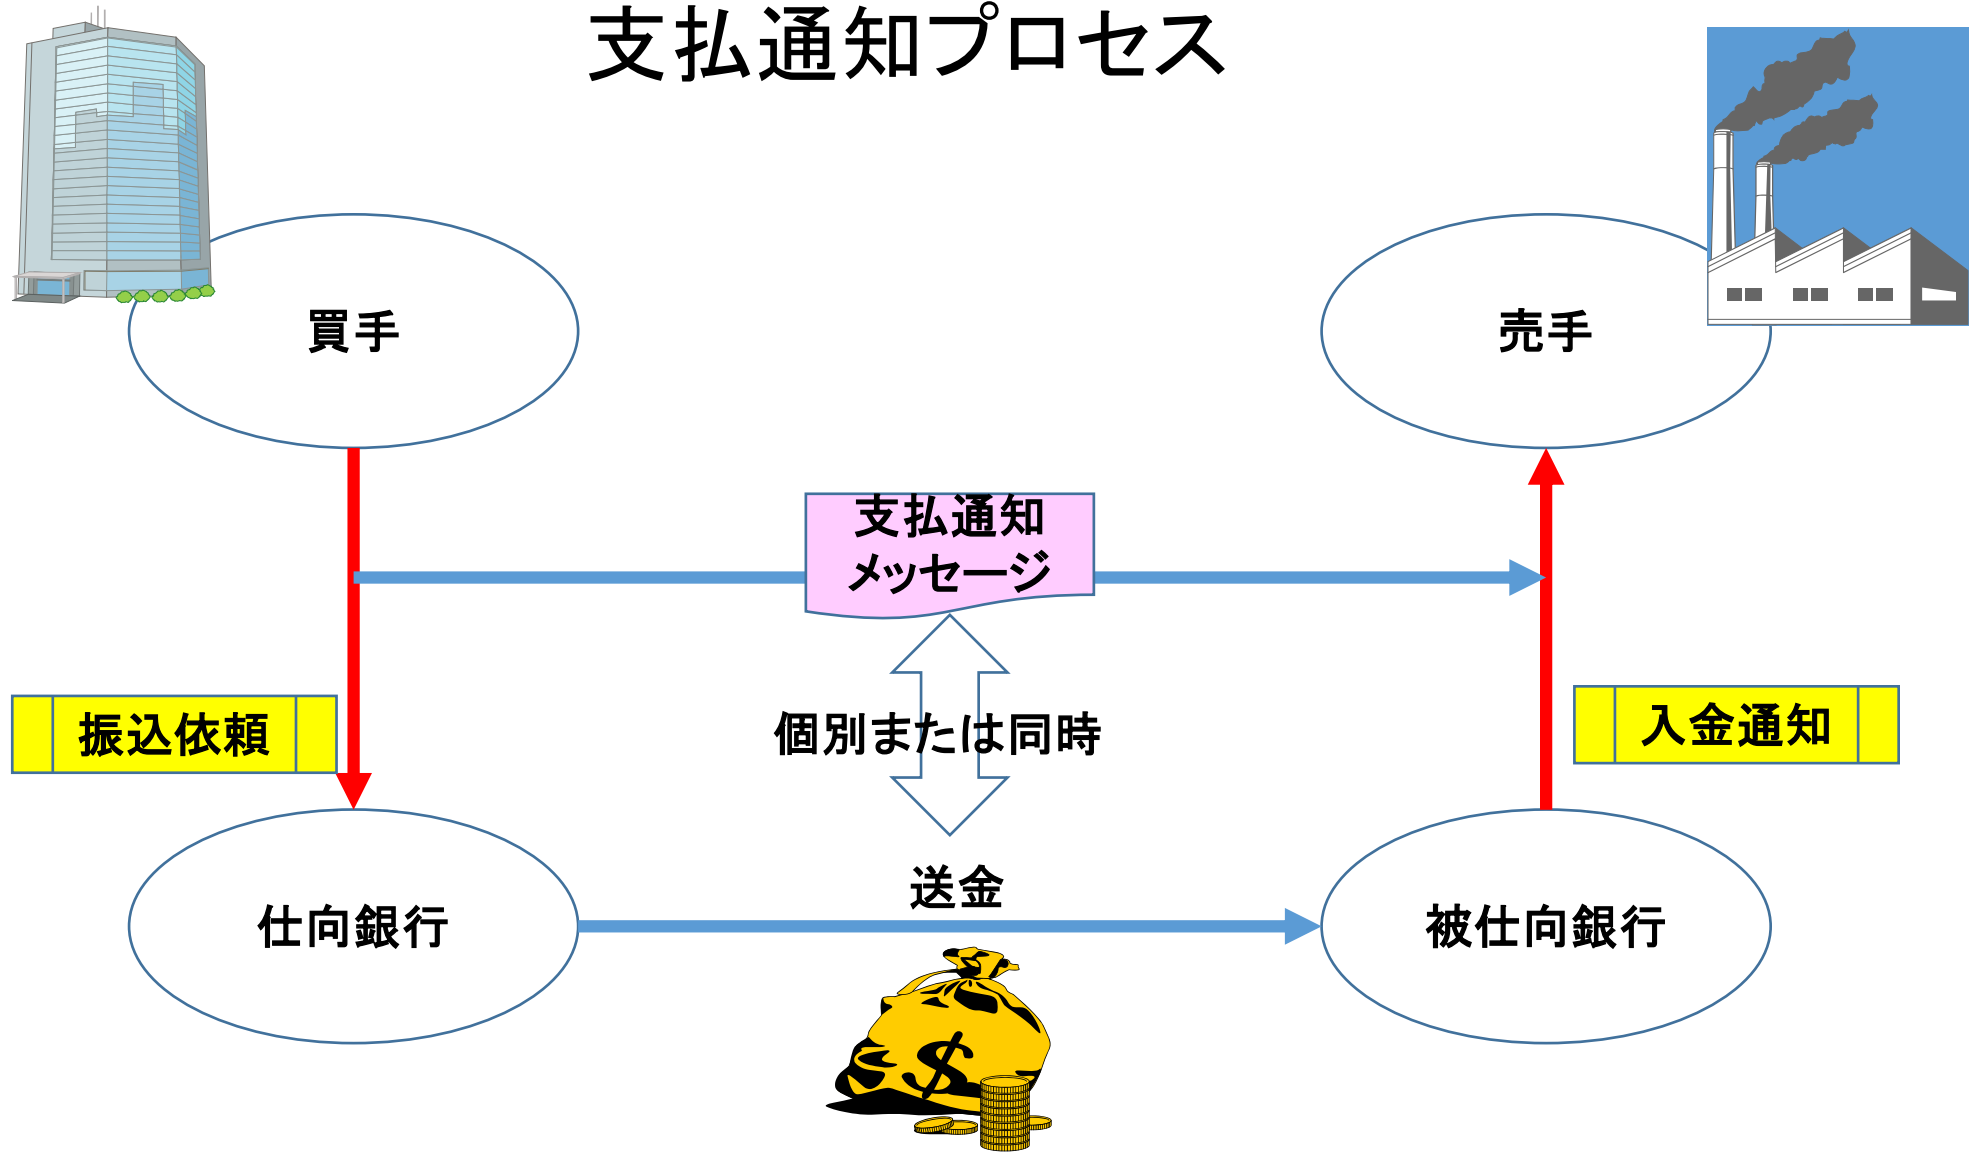 支払通知プロセス
買手
売手
支払通知
メッセージ
振込依頼
個別または同時
入金通知
送金
仕向銀行
被仕向銀行
$